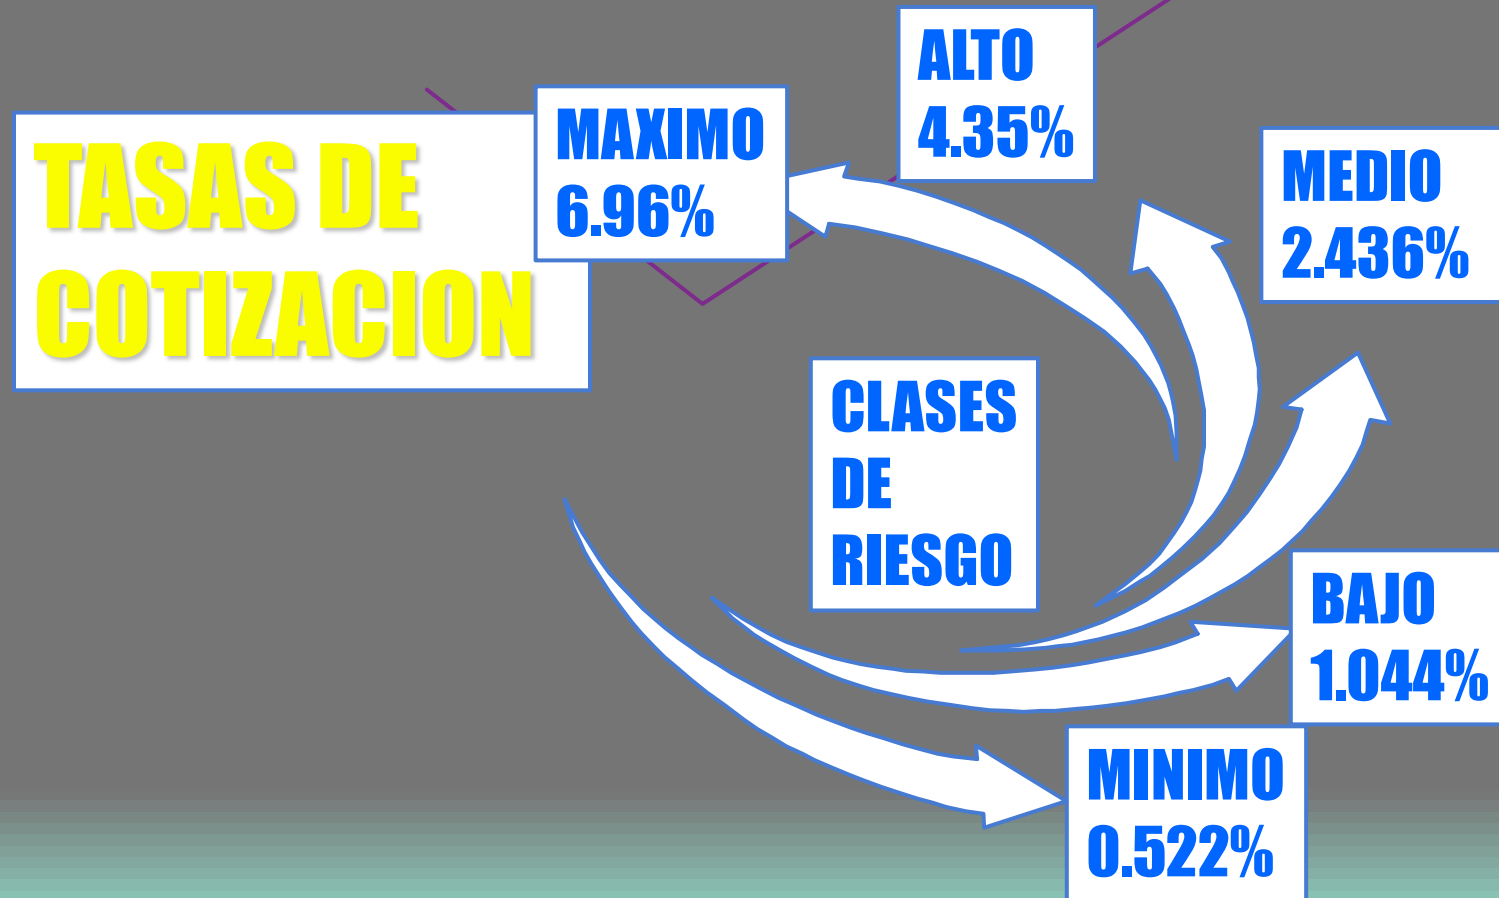 TASAS DE
COTIZACION
MAXIMO
6.96%
ALTO
4.35%
MEDIO
2.436%
CLASES
DE
RIESGO
BAJO
1.044%
MINIMO
0.522%